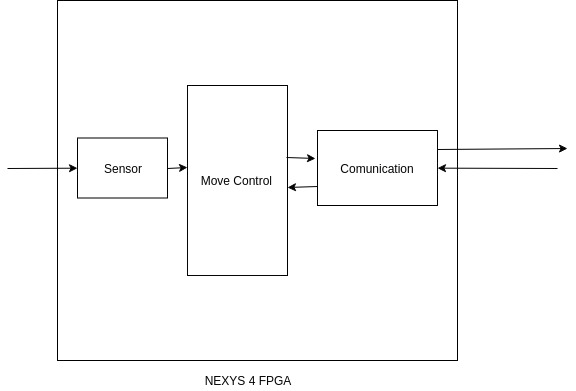 Sensor
Move Control
Comunication
NEXYS 4 FPGA